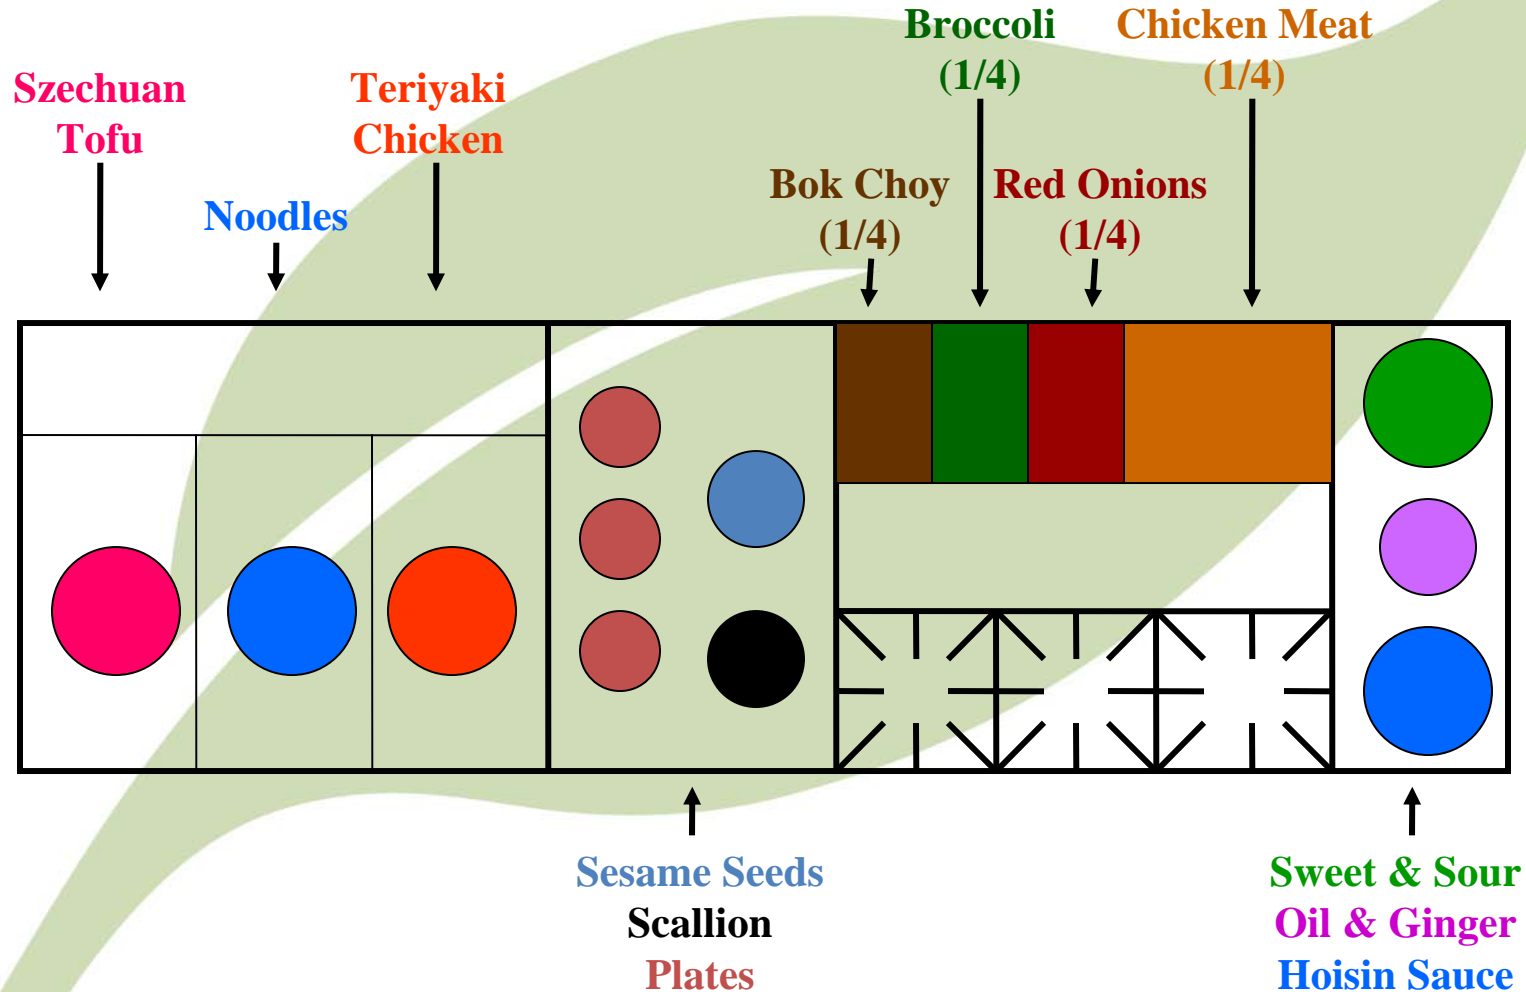 Broccoli
(1/4)
Chicken Meat
(1/4)
Szechuan
Tofu
Teriyaki
Chicken
Noodles
Bok Choy
(1/4)
Red Onions
(1/4)
Sesame Seeds
Scallion
Plates
Sweet & Sour
Oil & Ginger
Hoisin Sauce